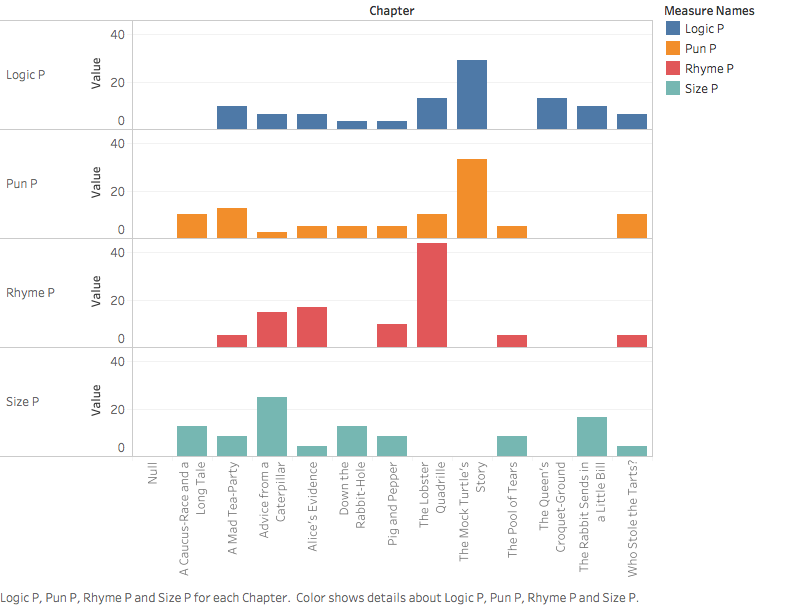 Chapter
Measure Names
Logic P
Pun P
Rhyme P
Size P
Logic P
Value
40
20
0
Pun P
Value
40
20
0
Rhyme P
Value
40
20
0
Size P
Value
40
20
0
Null
A Caucus-Race and a
Long Tale
A Mad Tea-Party
Advice from a
Caterpillar
Alice's Evidence
Down the
Rabbit-Hole
Pig and Pepper
The Lobster
Quadrille
The Mock Turtle's
Story
The Pool of Tears
The Queen's
Croquet-Ground
The Rabbit Sends in
a Little Bill
Who Stole the Tarts?
Logic P, Pun P, Rhyme P and Size P for each Chapter. Color shows details about Logic P, Pun P, Rhyme P and Size P.